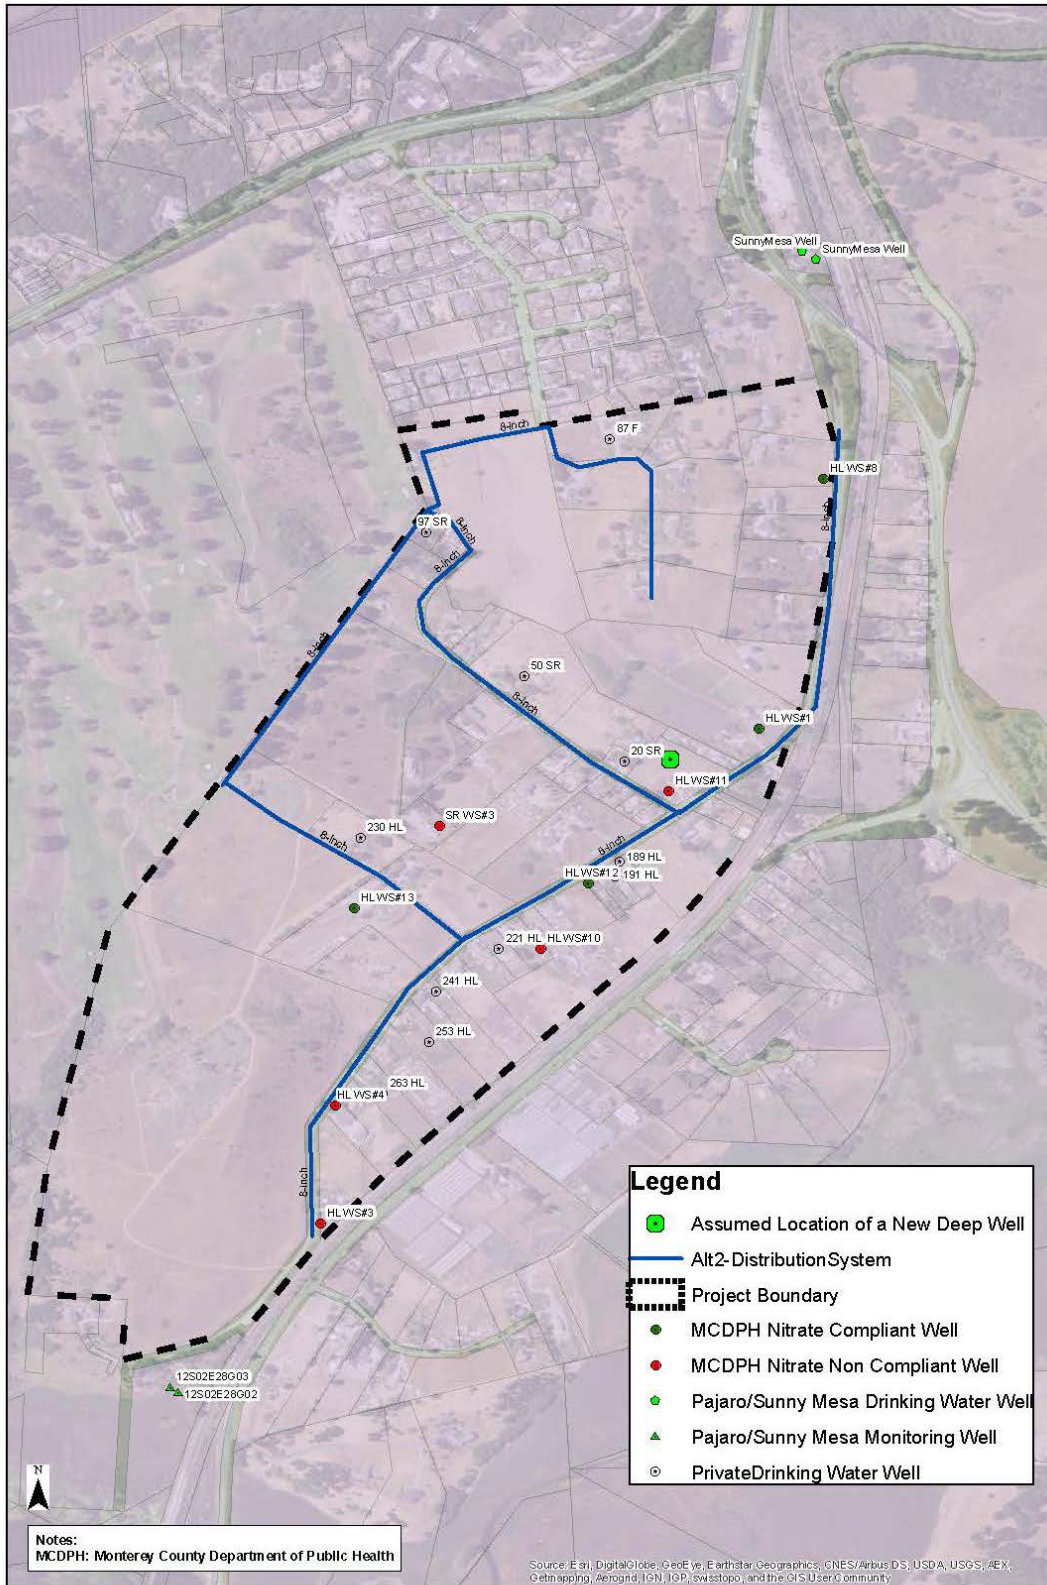 SunnyMesa Well
SunnyMesa Well
8-inch
87 F
HL WS#8
97 SR
8-inch
8-inch
8-inch
8-inch
50 SR
8-inch
HL WS#1
20 SR
HL WS#11
SR WS#3
230 HL
8-inch
8-inch
189 HL
HL WS#12
191 HL
HL WS#13
221 HL
HL WS#10
241 HL
253 HL
263 HL
HL WS#4
8-inch
HL WS#3
12S02E28G03
12S02E28G02
Legend
Assumed Location of a New Deep Well
Alt2-DistributionSystem
Project Boundary
MCDPH Nitrate Compliant Well
MCDPH Nitrate Non Compliant Well
Pajaro/Sunny Mesa Drinking Water Well
Pajaro/Sunny Mesa Monitoring Well
PrivateDrinking Water Well
N
Notes:
MCDPH: Monterey County Department of Public Health
Source: Esri, DigitalGlobe, GeoEye, Earthstar Geographics, CNES/Airbus DS, USDA, USGS, AEX,
Getmapping, Aerogrid, IGN, IGP, swisstopo, and the GIS User Community